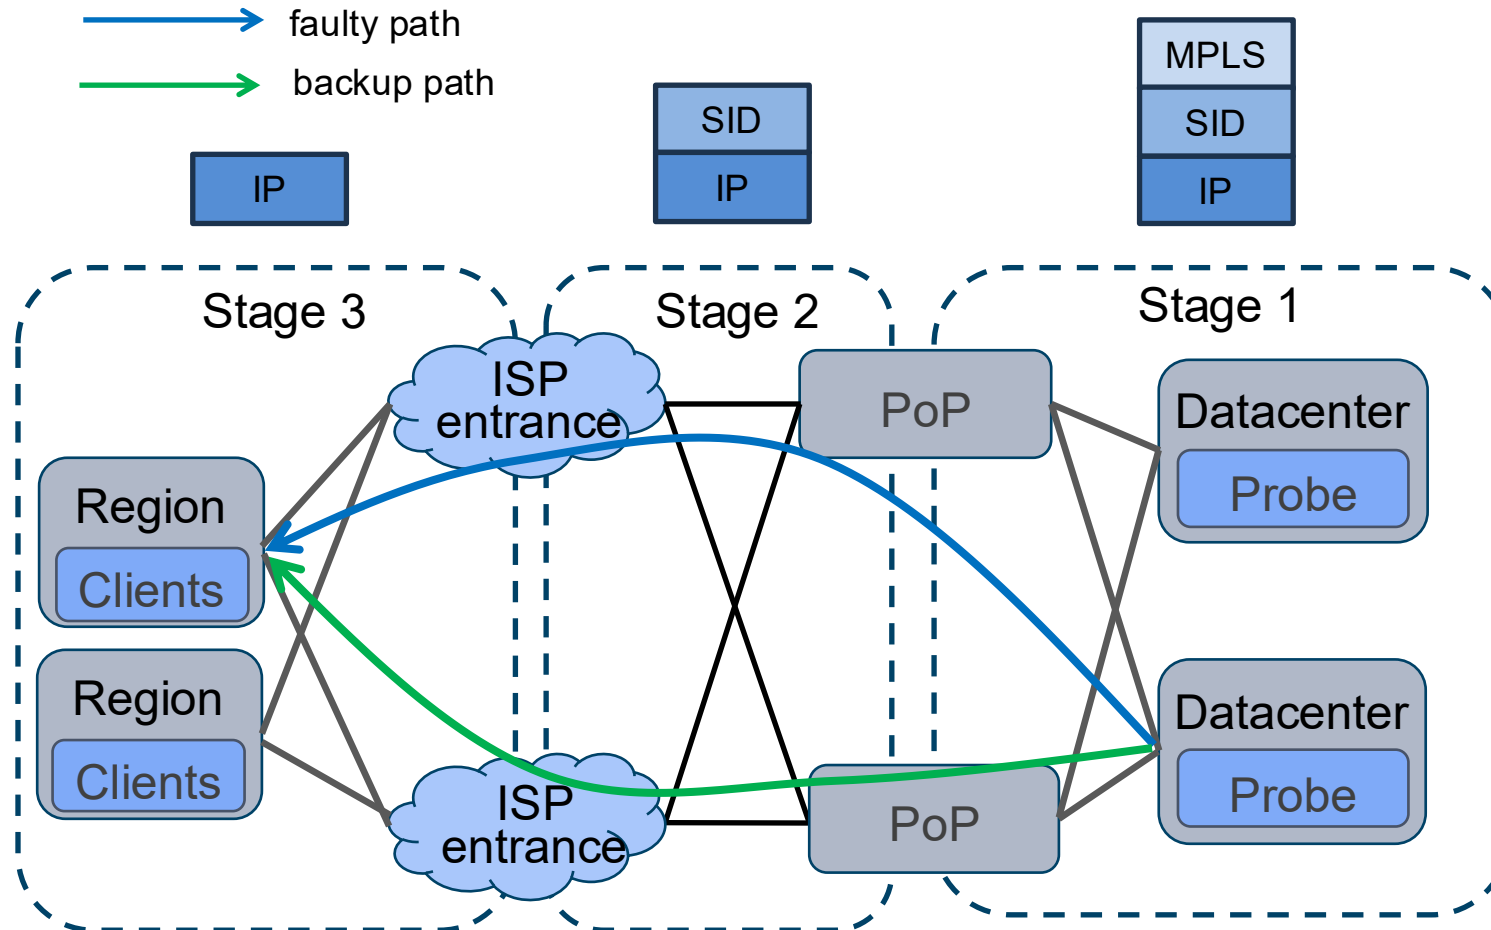 faulty path
backup path
IP
SID
IP
MPLS
SID
IP
Stage 3
Stage 2
Stage 1
ISP
entrance
PoP
Datacenter
Probe
Region
Clients
Region
Clients
ISP
entrance
PoP
Datacenter
Probe